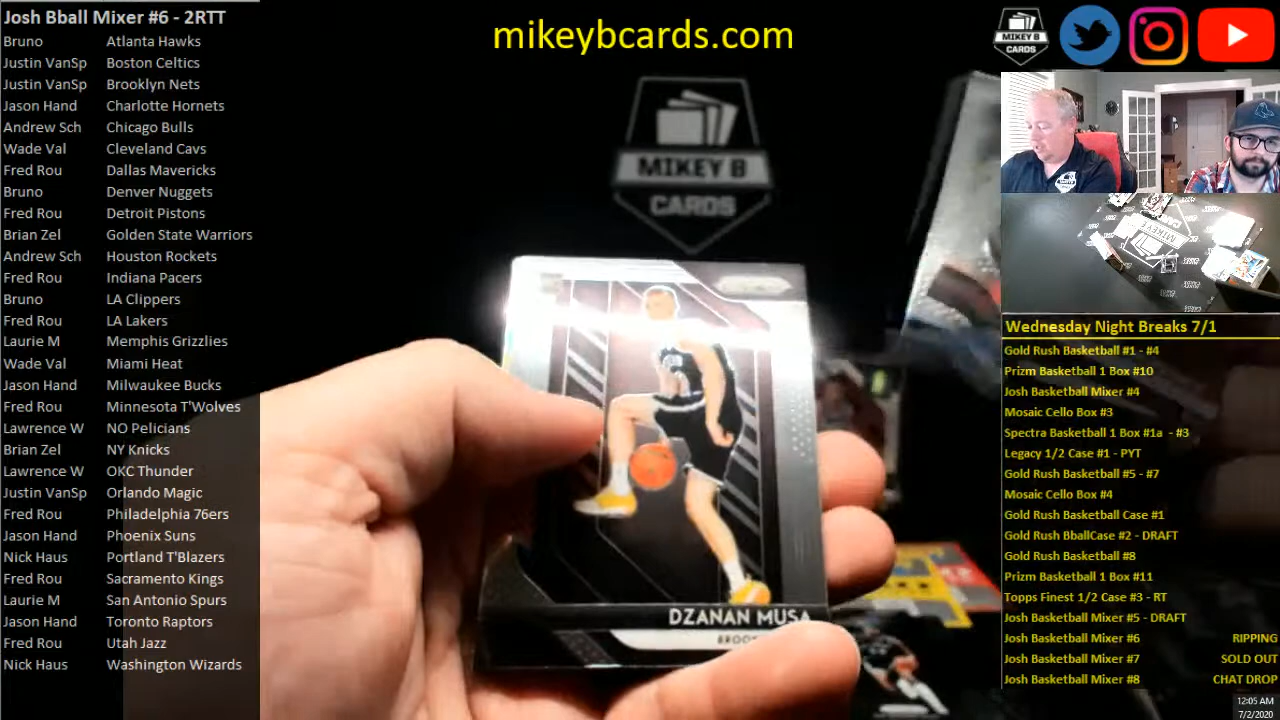 Josh Bball Mixer #6 - 2RTT
Bruno Atlanta Hawks
Justin VanSp Boston Celtics
Justin VanSp Brooklyn Nets
Jason Hand Charlotte Hornets
Andrew Sch Chicago Bulls
Wade Val Cleveland Cavs
Fred Rou Dallas Mavericks
Bruno Denver Nuggets
Fred Rou Detroit Pistons
Brian Zel Golden State Warriors
Andrew Sch Houston Rockets
Fred Rou Indiana Pacers
Bruno LA Clippers
Fred Rou LA Lakers
Laurie M Memphis Grizzlies
Wade Val Miami Heat
Jason Hand Milwaukee Bucks
Fred Rou Minnesota T'Wolves
Lawrence W NO Pelicians
Brian Zel NY Knicks
Lawrence W OKC Thunder
Justin VanSp Orlando Magic
Fred Rou Philadelphia 76ers
Jason Hand Phoenix Suns
Nick Haus Portland T'Blazers
Fred Rou Sacramento Kings
Laurie M San Antonio Spurs
Jason Hand Toronto Raptors
Fred Rou Utah Jazz
Nick Haus Washington Wizards
mikeybcards.com
MIKEY B
CARDS
DZANAN MUSA
MIKEY B
CARDS
Wednesday Night Breaks 7/1
Gold Rush Basketball #1 - #4
Prizm Basketball 1 Box #10
Josh Basketball Mixer #4
Mosaic Cello Box #3
Spectra Basketball 1 Box #1a - #3
Legacy 1/2 Case #1 - PYT
Gold Rush Basketball #5 - #7
Mosaic Cello Box #4
Gold Rush Basketball Case #1
Gold Rush BballCase #2 - DRAFT
Gold Rush Basketball #8
Prizm Basketball 1 Box #11
Topps Finest 1/2 Case #3 - RT
Josh Basketball Mixer #5 - DRAFT
Josh Basketball Mixer #6 RIPPING
Josh Basketball Mixer #7 SOLD OUT
Josh Basketball Mixer #8 CHAT DROP
12:05 AM
7/2/2020